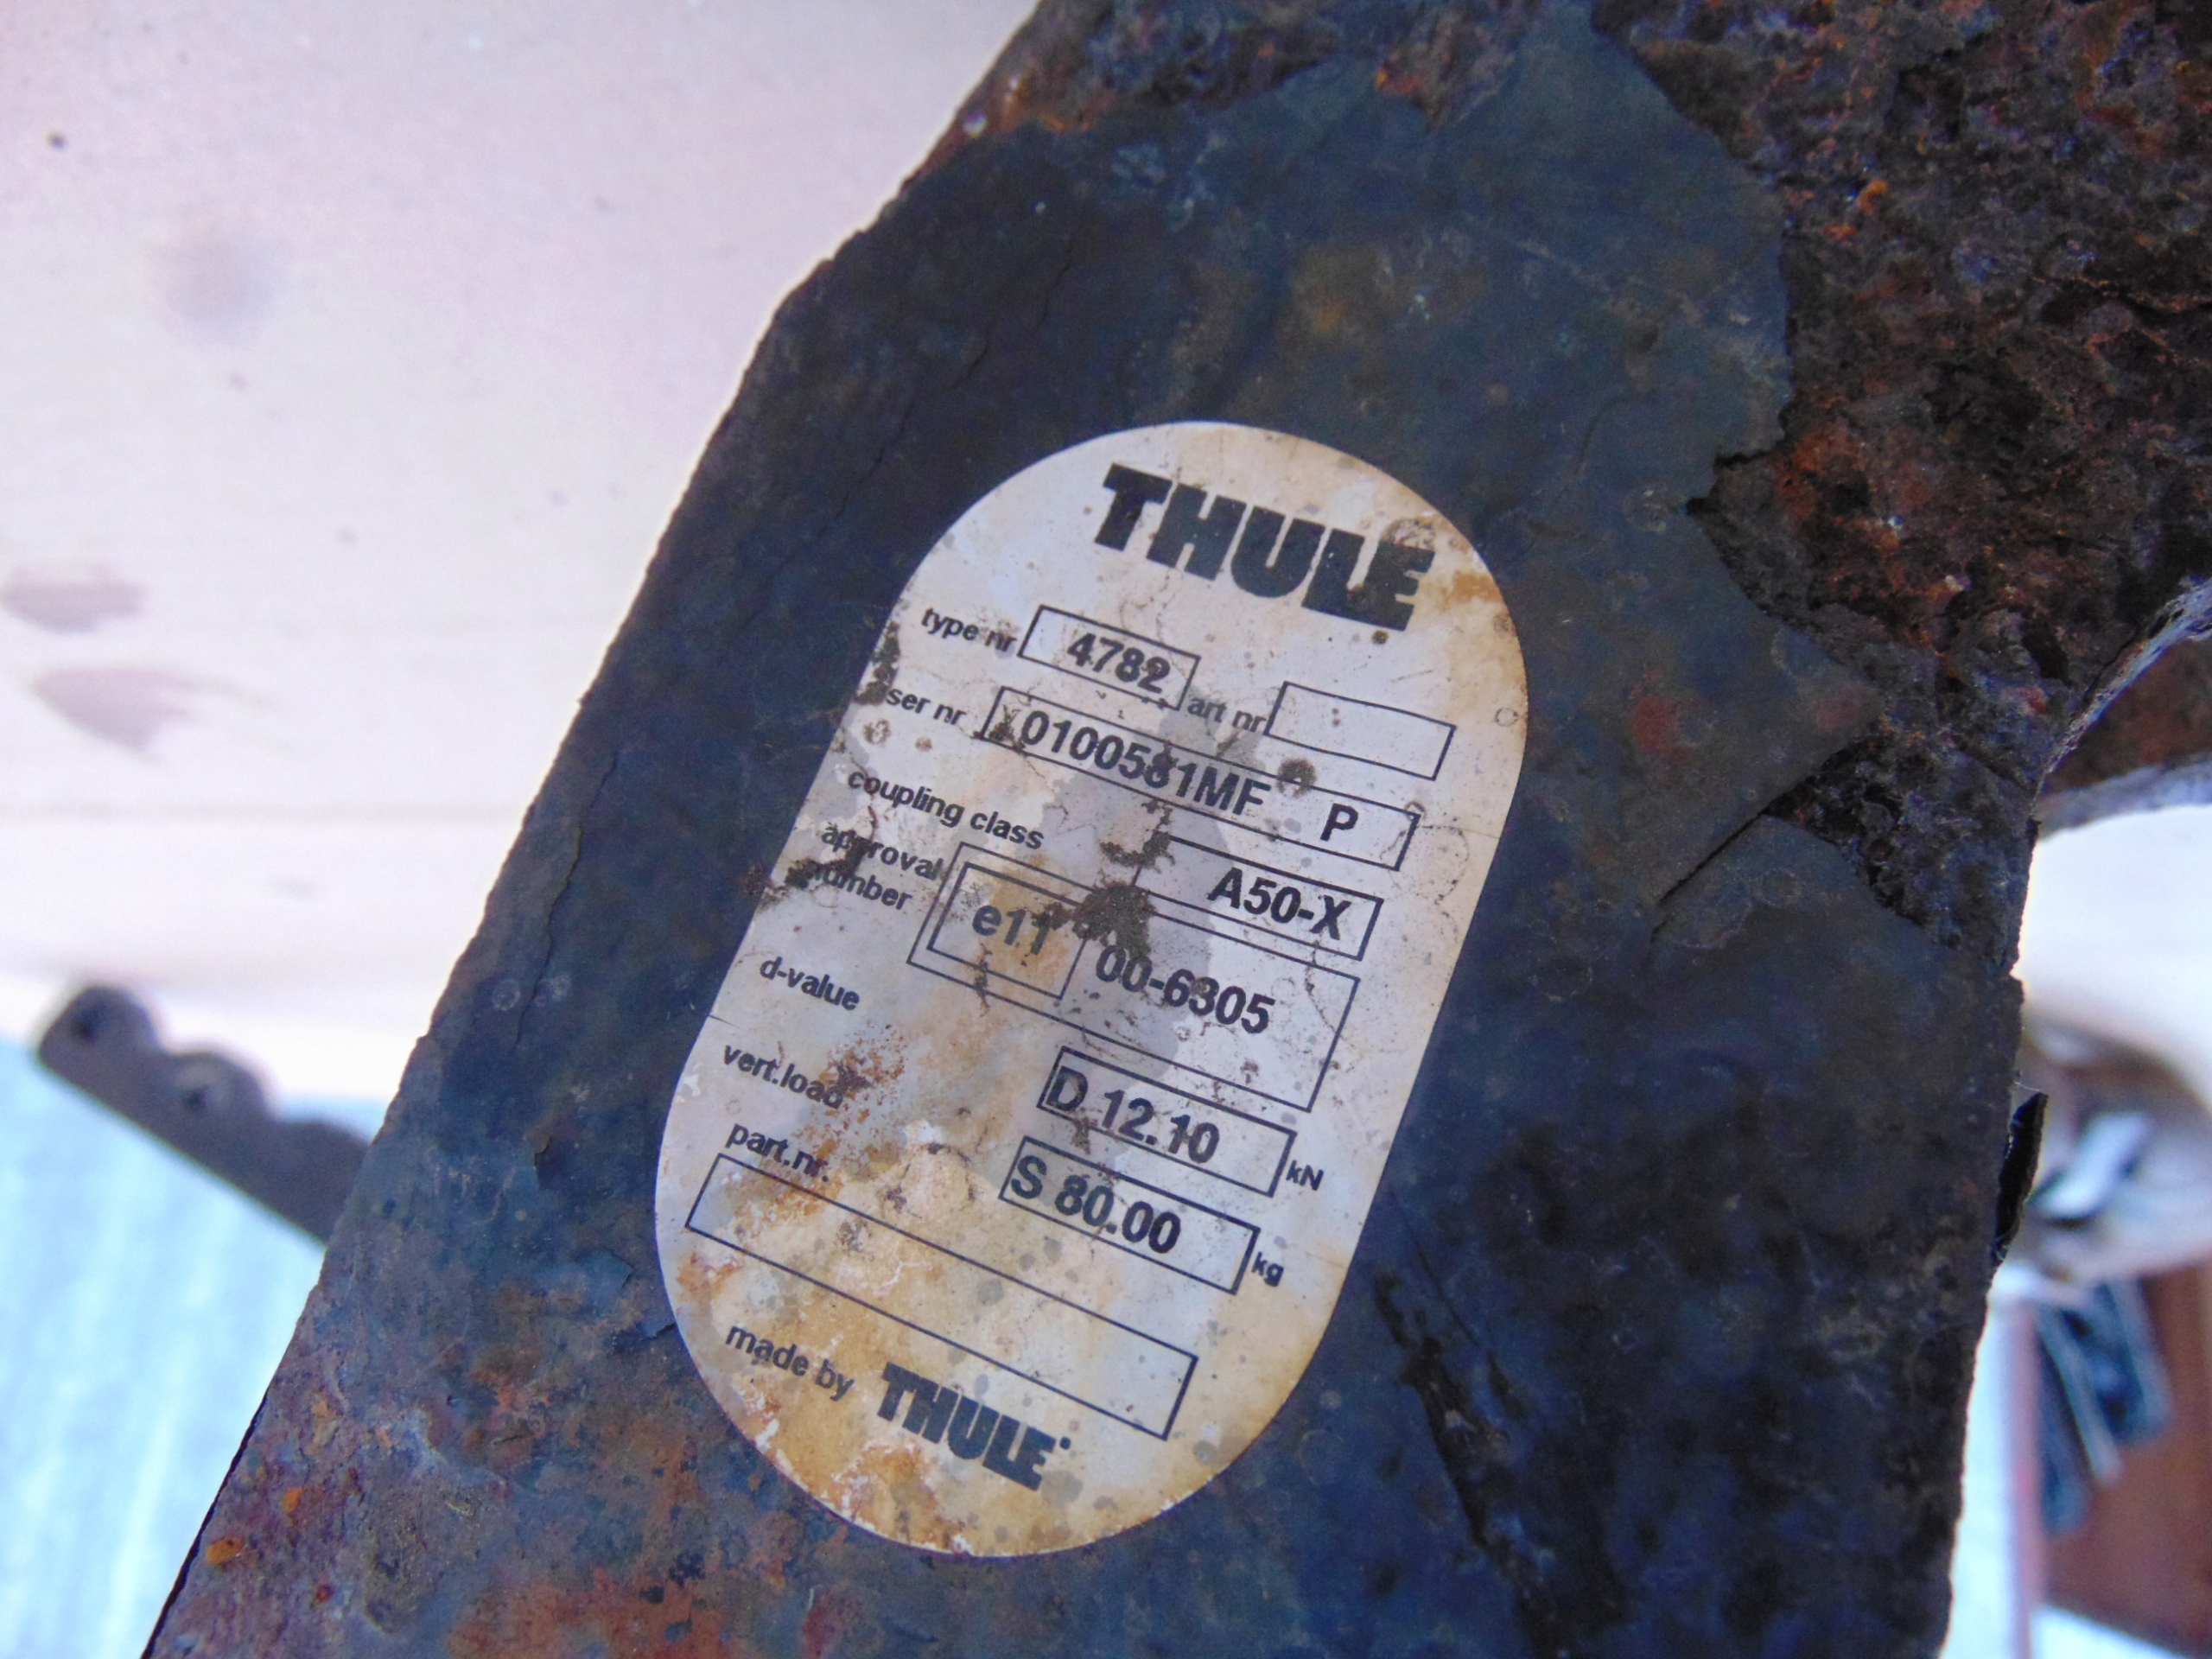 THULE
type nr 4782 art nr
ser nr 0100581MF P
coupling class A50-X
approval number e11 00-6305
d-value D 12.10 kN
vert.load S 80.00 kg
part.nr.
made by THULE